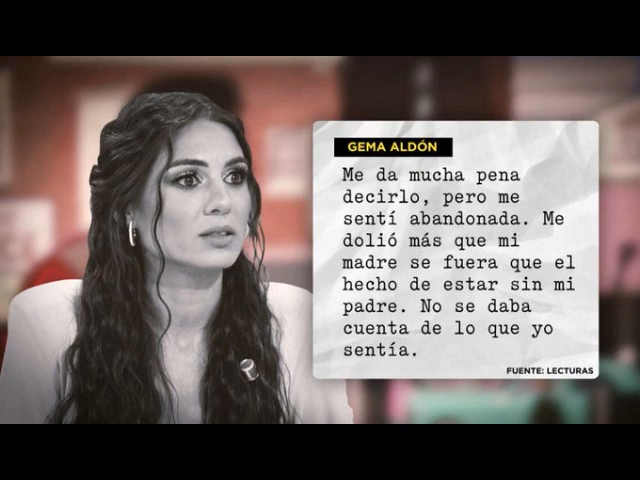 GEMA ALDÓN
Me da mucha pena
decirlo, pero me
sentí abandonada. Me
dolió más que mi
madre se fuera que el
hecho de estar sin mi
padre. No se daba
cuenta de lo que yo
sentía.
FUENTE: LECTURAS